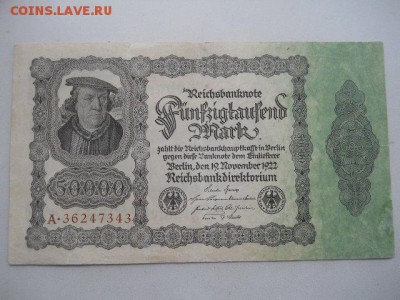 COINS.LAVE.RU
Reichsbanknote
Fünfzigtausend
Mark
zahlt die Reichsbankhauptkasse in Berlin
gegen diese Banknote dem Einlieferer
Berlin, den 19. November 1922
Reichsbankdirektorium
50000
A·36247343